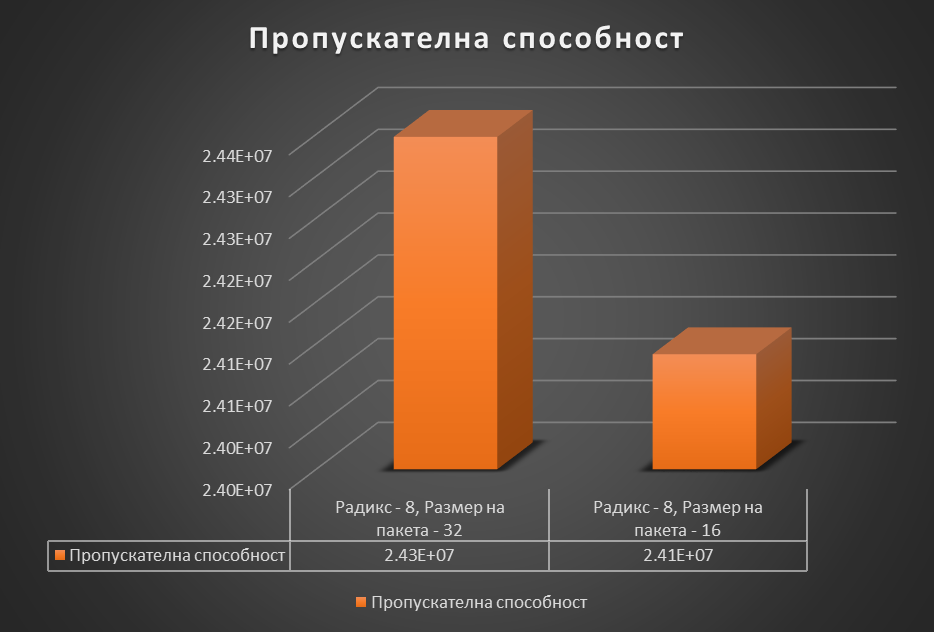 Пропускателна способност
2.44E+07
2.43E+07
2.43E+07
2.42E+07
2.42E+07
2.41E+07
2.41E+07
2.40E+07
2.40E+07
Радикс - 8, Размер на
пакета - 32
Радикс - 8, Размер на
пакета - 16
Пропускателна способност 2.43E+07 2.41E+07
Пропускателна способност